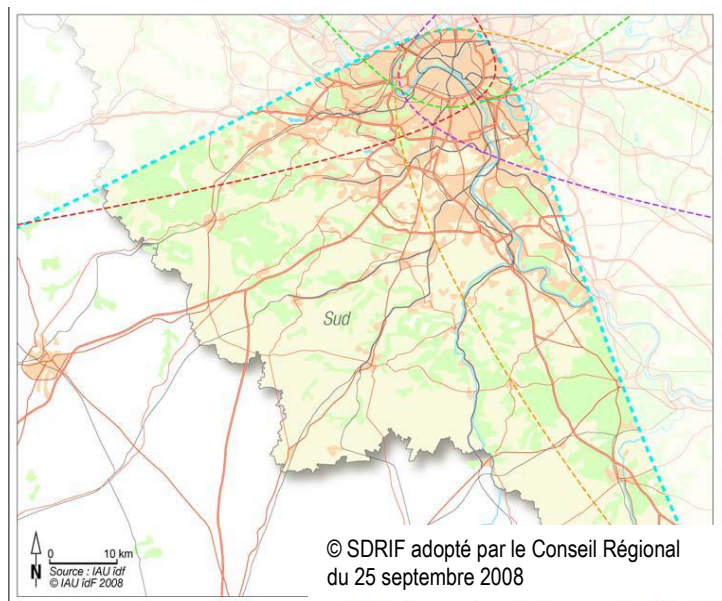 Sud
0 10 km
N
Source : IAU îdf
© IAU îdF 2008
© SDRIF adopté par le Conseil Régional
du 25 septembre 2008